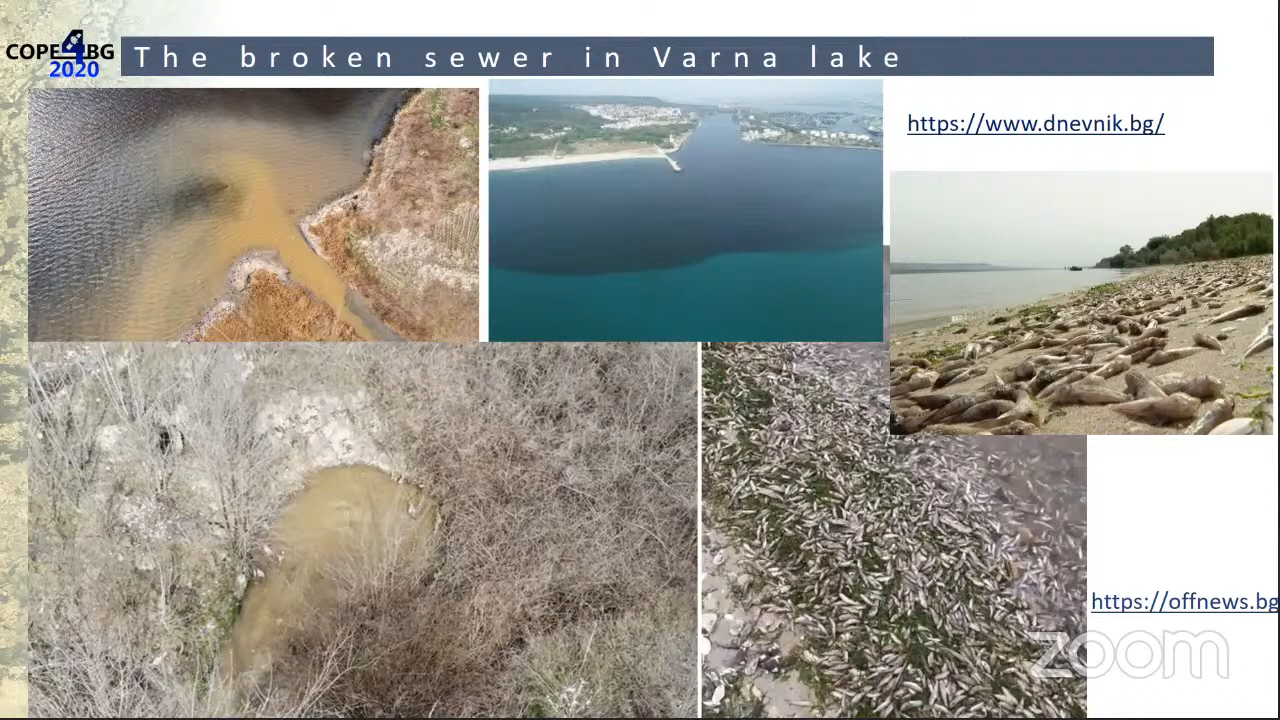 COPE4BG
2020
The broken sewer in Varna lake
https://www.dnevnik.bg/
https://offnews.bg
zoom